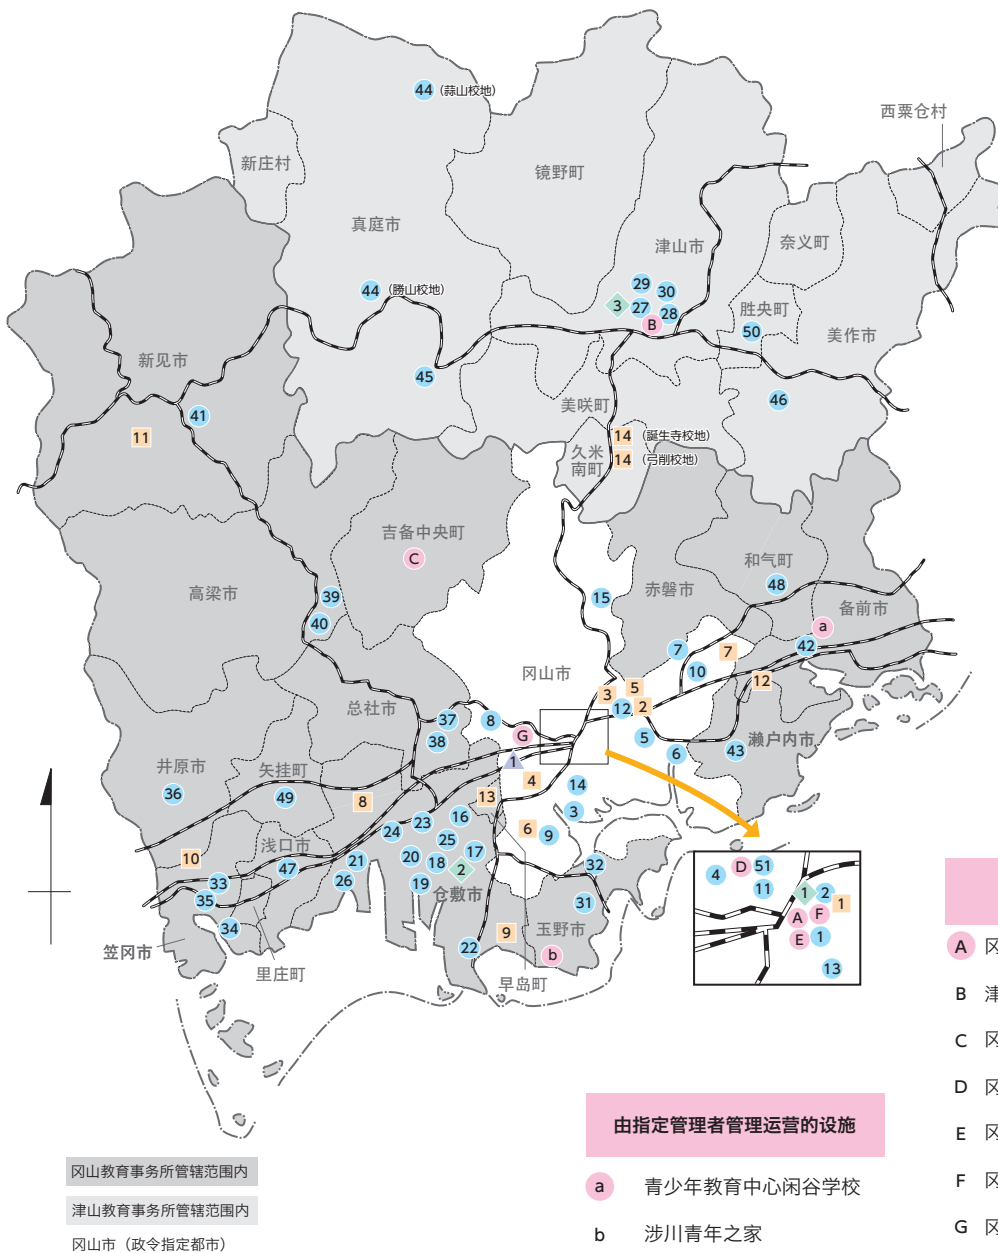 44 (蒜山校地)
西粟仓村
新庄村
镜野町
真庭市
津山市
奈义町
29
30
44 (勝山校地)
3
27
28
B
胜央町
50
美作市
新见市
45
46
美咲町
41
11
14 (誕生寺校地)
久米
南町
14 (弓削校地)
吉备中央町
C
和气町
48
赤磐市
高梁市
39
40
15
备前市
a
7
7
42
10
冈山市
12
5
3
2
12
总社市
37
8
38
G
5
6
43
濑户内市
1
井原市
矢挂町
36
49
8
13
4
14
3
16
23
24
6
9
浅口市
25
10
47
21
20
18
17
2
32
33
26
19
仓敷市
35
31
34
9
玉野市
22
b
笠冈市
里庄町
早岛町
4
D
51
11
1
2
1
A
F
E
1
13
A 冈
B 津
C 冈
D 冈
E 冈
F 冈
G 冈
由指定管理者管理运营的设施
a 青少年教育中心闲谷学校
b 涉川青年之家
冈山教育事务所管辖范围内
津山教育事务所管辖范围内
冈山市（政令指定都市）